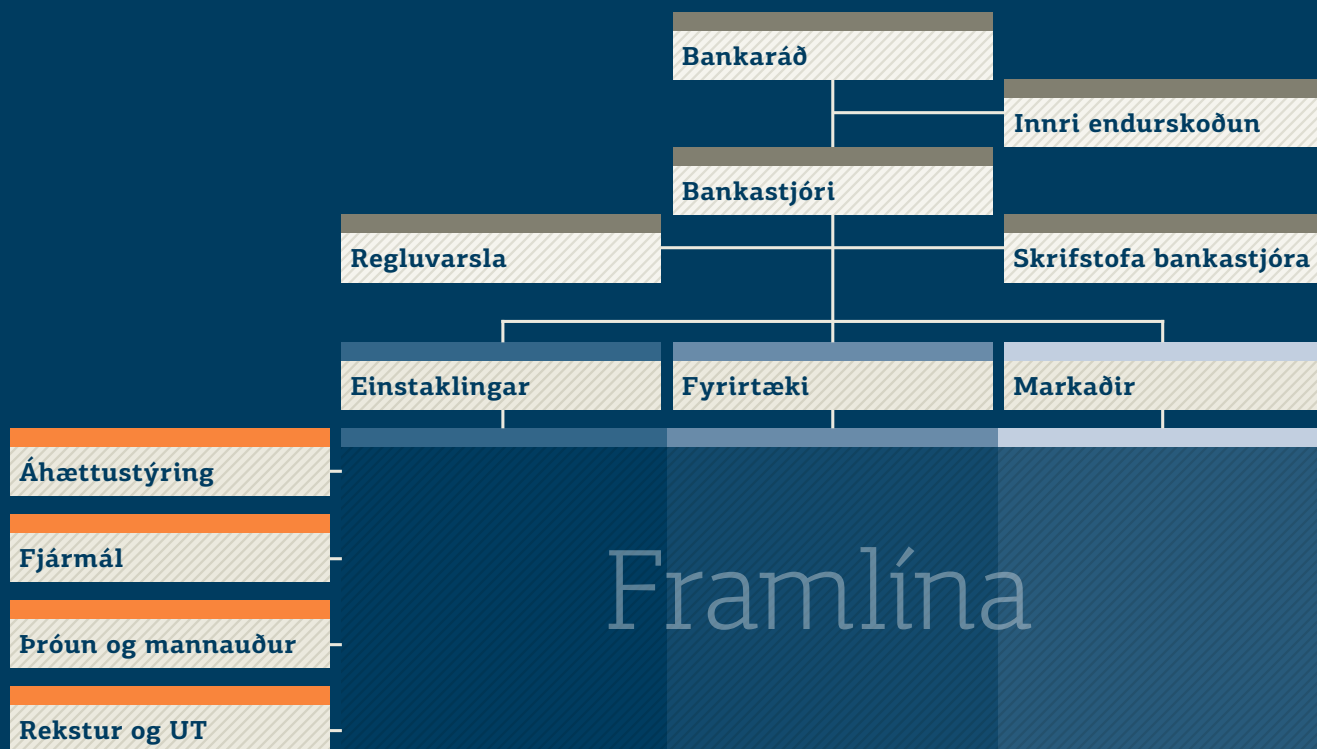 Bankaráð
Innri endurskoðun
Bankastjóri
Regluvarsla
Skrifstofa bankastjóra
Einstaklingar
Fyrirtæki
Markaðir
Áhættustýring
Fjármál
Framlína
Þróun og mannauður
Rekstur og UT